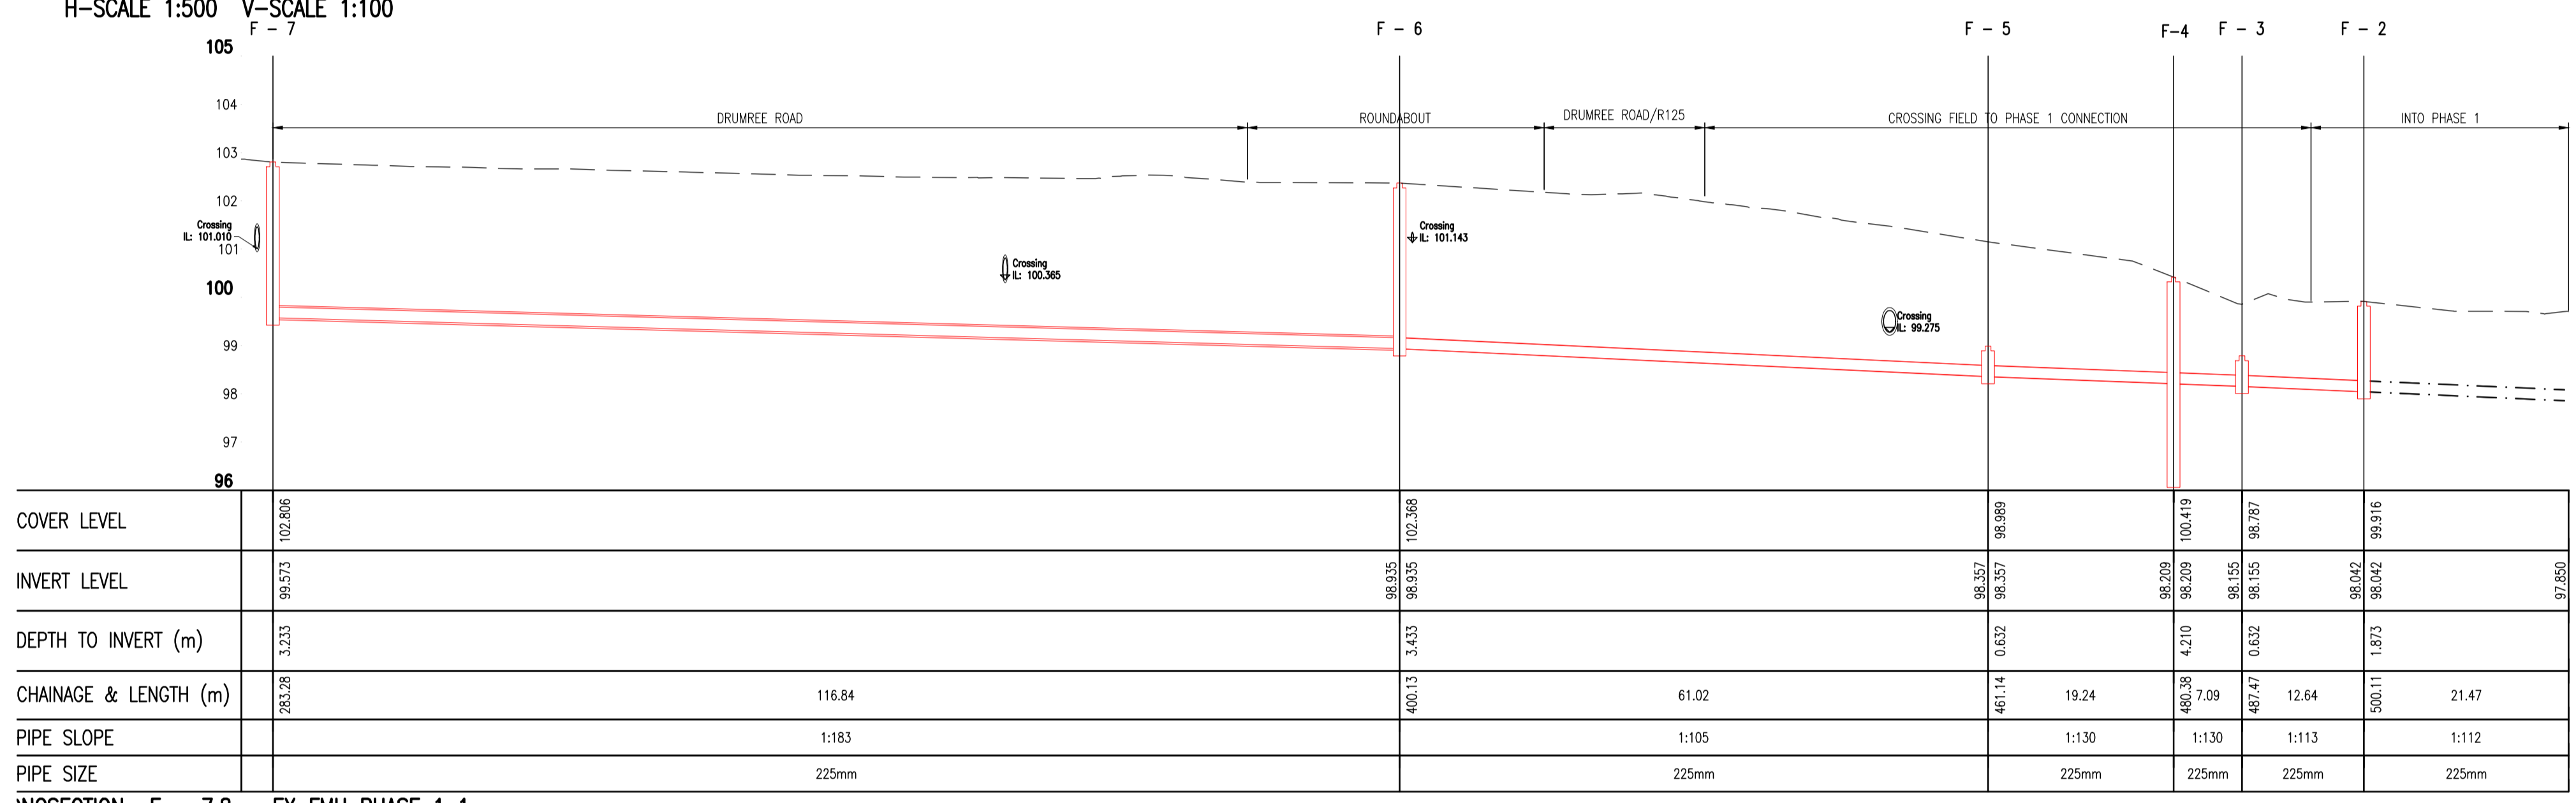 H-SCALE 1:500 V-SCALE 1:100
F - 7 F - 6 F - 5 F-4 F - 3 F - 2
105
104
DRUMREE ROAD ROUNDABOUT DRUMREE ROAD/R125 CROSSING FIELD TO PHASE 1 CONNECTION INTO PHASE 1
103
102
Crossing
IL: 101.010
101
Crossing
IL: 101.143
Crossing
IL: 100.365
100
Crossing
IL: 99.275
99
98
97
96
COVER LEVEL 102.806 102.368 98.989 100.419 98.787 99.916
INVERT LEVEL 99.573 98.935 98.935 98.357 98.357 98.209 98.209 98.155 98.155 98.042 98.042 97.850
DEPTH TO INVERT (m) 3.233 3.433 0.632 4.210 0.632 1.873
CHAINAGE & LENGTH (m) 283.28 116.84 400.13 61.02 461.14 19.24 480.38 7.09 487.47 12.64 500.11 21.47
PIPE SLOPE 1:183 1:105 1:130 1:130 1:113 1:112
PIPE SIZE 225mm 225mm 225mm 225mm 225mm 225mm